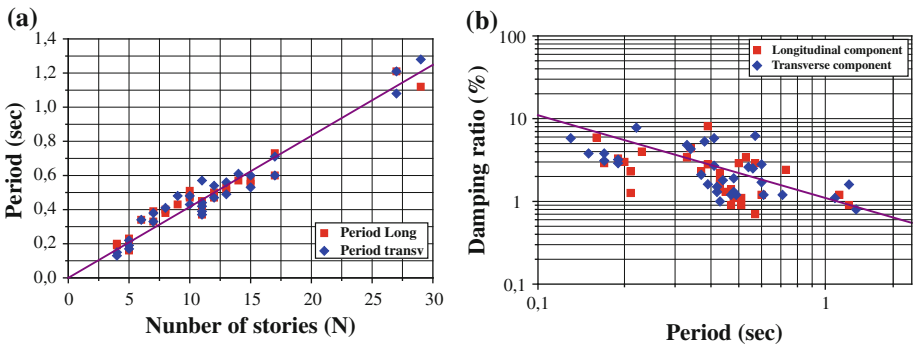 (a)
1,4
1,2
1,0
0,8
0,6
0,4
0,2
0,0
Period (sec)
Period Long
Period transv
0 5 10 15 20 25 30
Nunber of stories (N)
(b)
100
10
1
0,1
Damping ratio (%)
Longitudinal component
Transverse component
0,1 1
Period (sec)